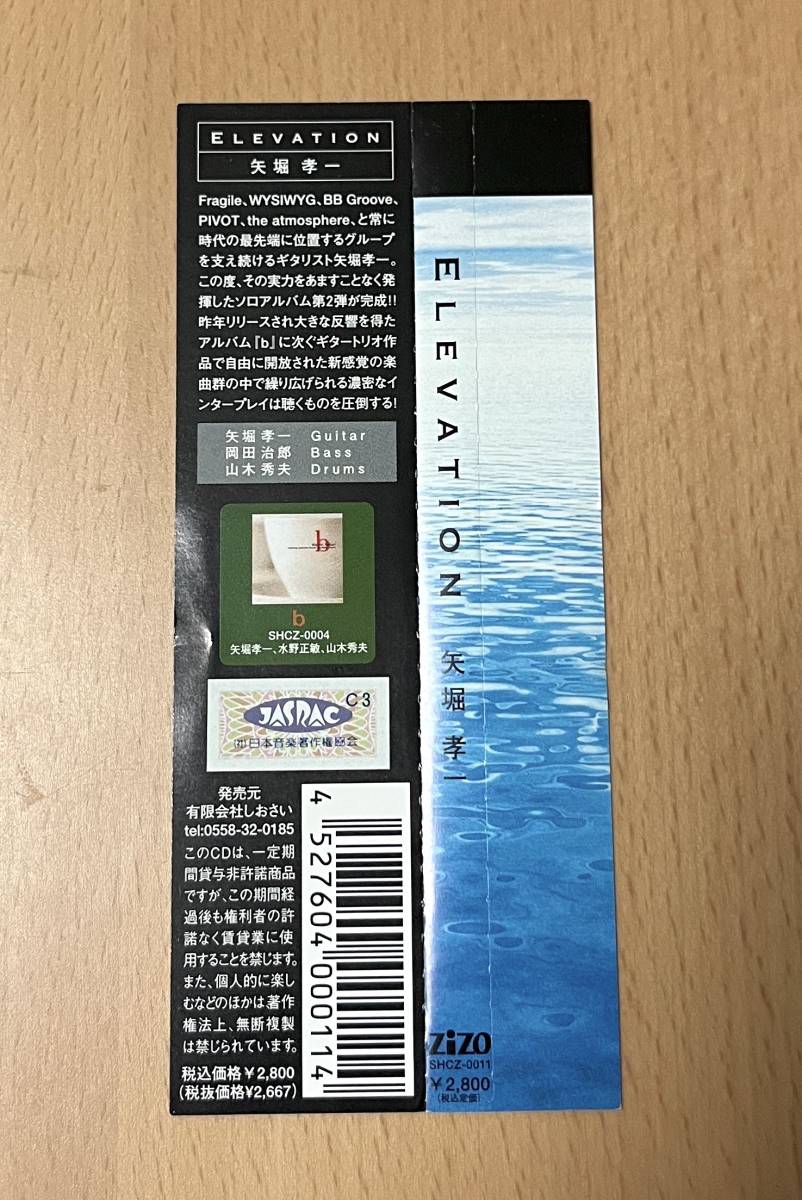 ELEVATION
矢堀 孝一
Fragile、WYSIWYG、BB Groove、
PIVOT、the atmosphere、と常に
時代の最先端に位置するグループ
を支え続けるギタリスト矢堀孝一。
この度、その実力をあますことなく発
揮したソロアルバム第2弾が完成!!
昨年リリースされ大きな反響を得た
アルバム『b』に次ぐギタートリオ作
品で自由に開放された新感覚の楽
曲群の中で繰り広げられる濃密なイ
ンタープレイは聴くものを圧倒する!
矢堀孝一 Guitar
岡田治郎 Bass
山木秀夫 Drums
b
b
SHCZ-0004
矢堀孝一、水野正敏、山木秀夫
C3
JASRAC
㈳日本音楽著作権協会
発売元
有限会社しおさい
tel:0558-32-0185
このCDは、一定期
間貸与非許諾商品
ですが、この期間経
過後も権利者の許
諾なく賃貸業に使
用することを禁じます。
また、個人的に楽し
むなどのほかは著作
権法上、無断複製
は禁じられています。
税込価格¥2,800
(税抜価格¥2,667)
4 527604 000114
ELEVATION 矢堀 孝一
ZiZO
SHCZ-0011
¥2,800
(税込定価)